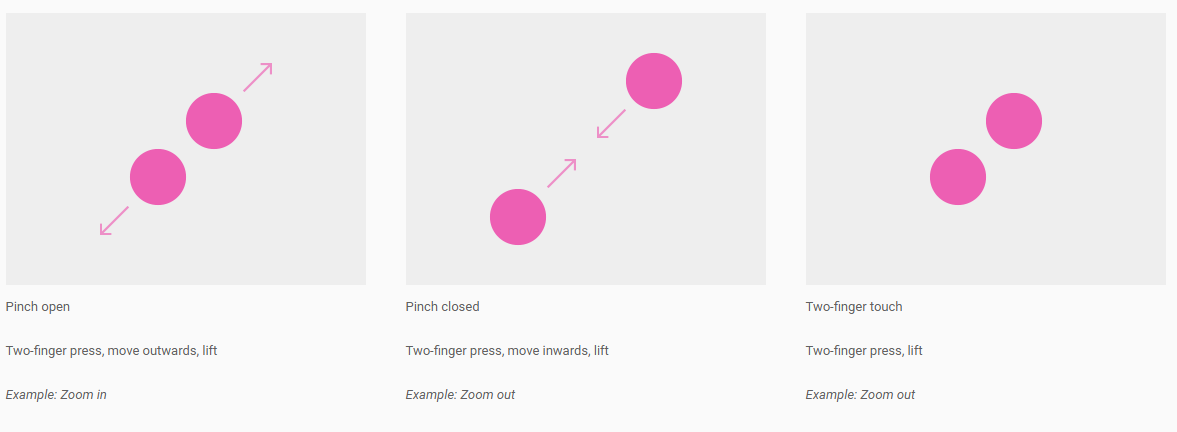 Pinch open
Two-finger press, move outwards, lift
Example: Zoom in
Pinch closed
Two-finger press, move inwards, lift
Example: Zoom out
Two-finger touch
Two-finger press, lift
Example: Zoom out